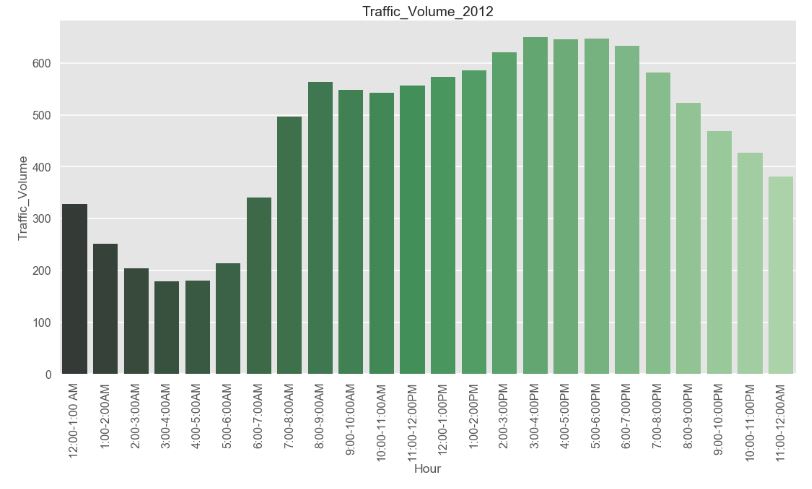 Traffic_Volume_2012
Traffic_Volume
600
500
400
300
200
100
0
12:00-1:00 AM
1:00-2:00AM
2:00-3:00AM
3:00-4:00AM
4:00-5:00AM
5:00-6:00AM
6:00-7:00AM
7:00-8:00AM
8:00-9:00AM
9:00-10:00AM
10:00-11:00AM
11:00-12:00PM
12:00-1:00PM
1:00-2:00PM
2:00-3:00PM
3:00-4:00PM
4:00-5:00PM
5:00-6:00PM
6:00-7:00PM
7:00-8:00PM
8:00-9:00PM
9:00-10:00PM
10:00-11:00PM
11:00-12:00AM
Hour